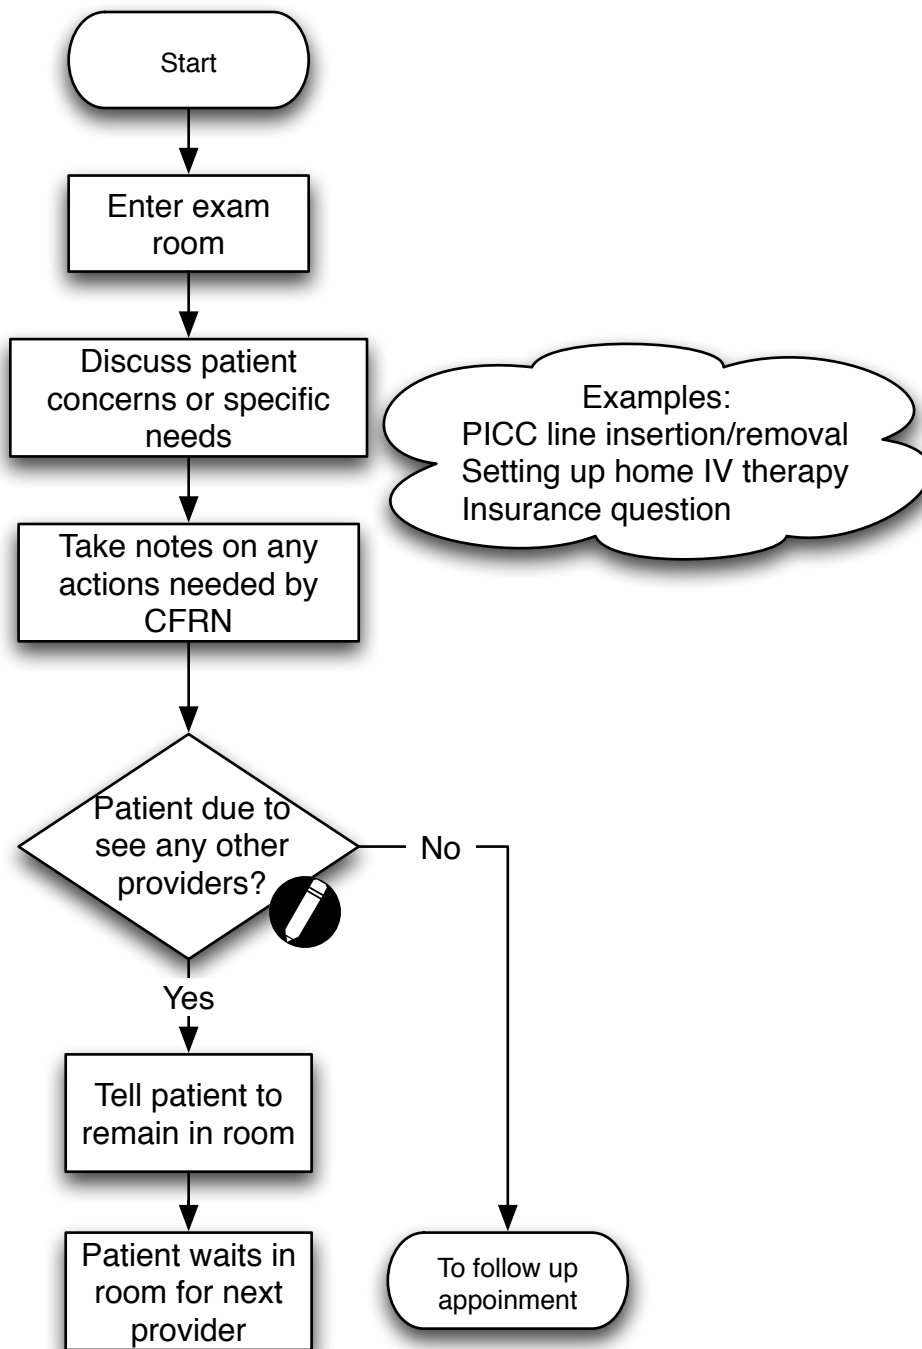 Start
Enter exam
room
Discuss patient
concerns or specific
needs
Examples:
PICC line insertion/removal
Setting up home IV therapy
Insurance question
Take notes on any
actions needed by
CFRN
Patient due to
see any other
providers?
No
Yes
Tell patient to
remain in room
Patient waits in
room for next
provider
To follow up
appoinment